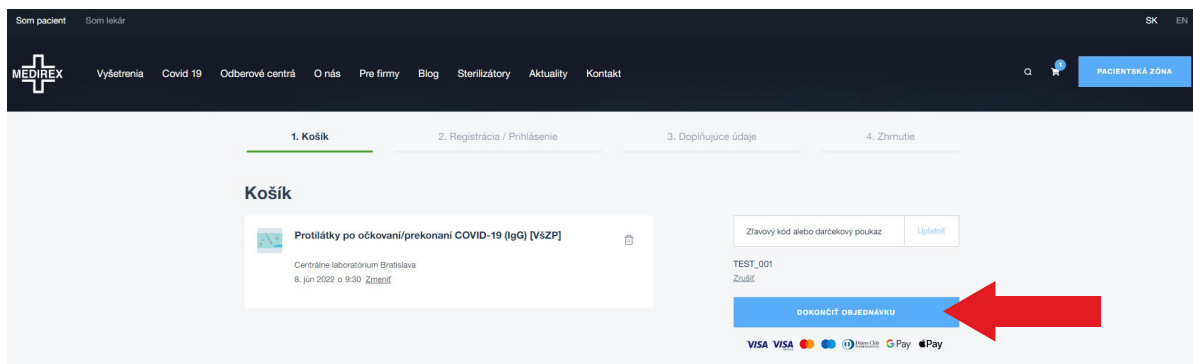 Som pacient Som lekár SK EN
MEDIREX Vyšetrenia Covid 19 Odberové centrá O nás Pre firmy Blog Sterilizátory Aktuality Kontakt 1 PACIENTSKÁ ZÓNA
1. Košík 2. Registrácia / Prihlásenie 3. Doplňujúce údaje 4. Zhrnutie
Košík
Protilátky po očkovaní/prekonaní COVID-19 (IgG) [VšZP]
Centrálne laboratórium Bratislava
8. jún 2022 o 9:30 Zmeniť
Zľavový kód alebo darčekový poukaz Uplatniť
TEST_001
Zrušiť
DOKONČIŤ OBJEDNÁVKU
VISA VISA Diners Club G Pay Pay